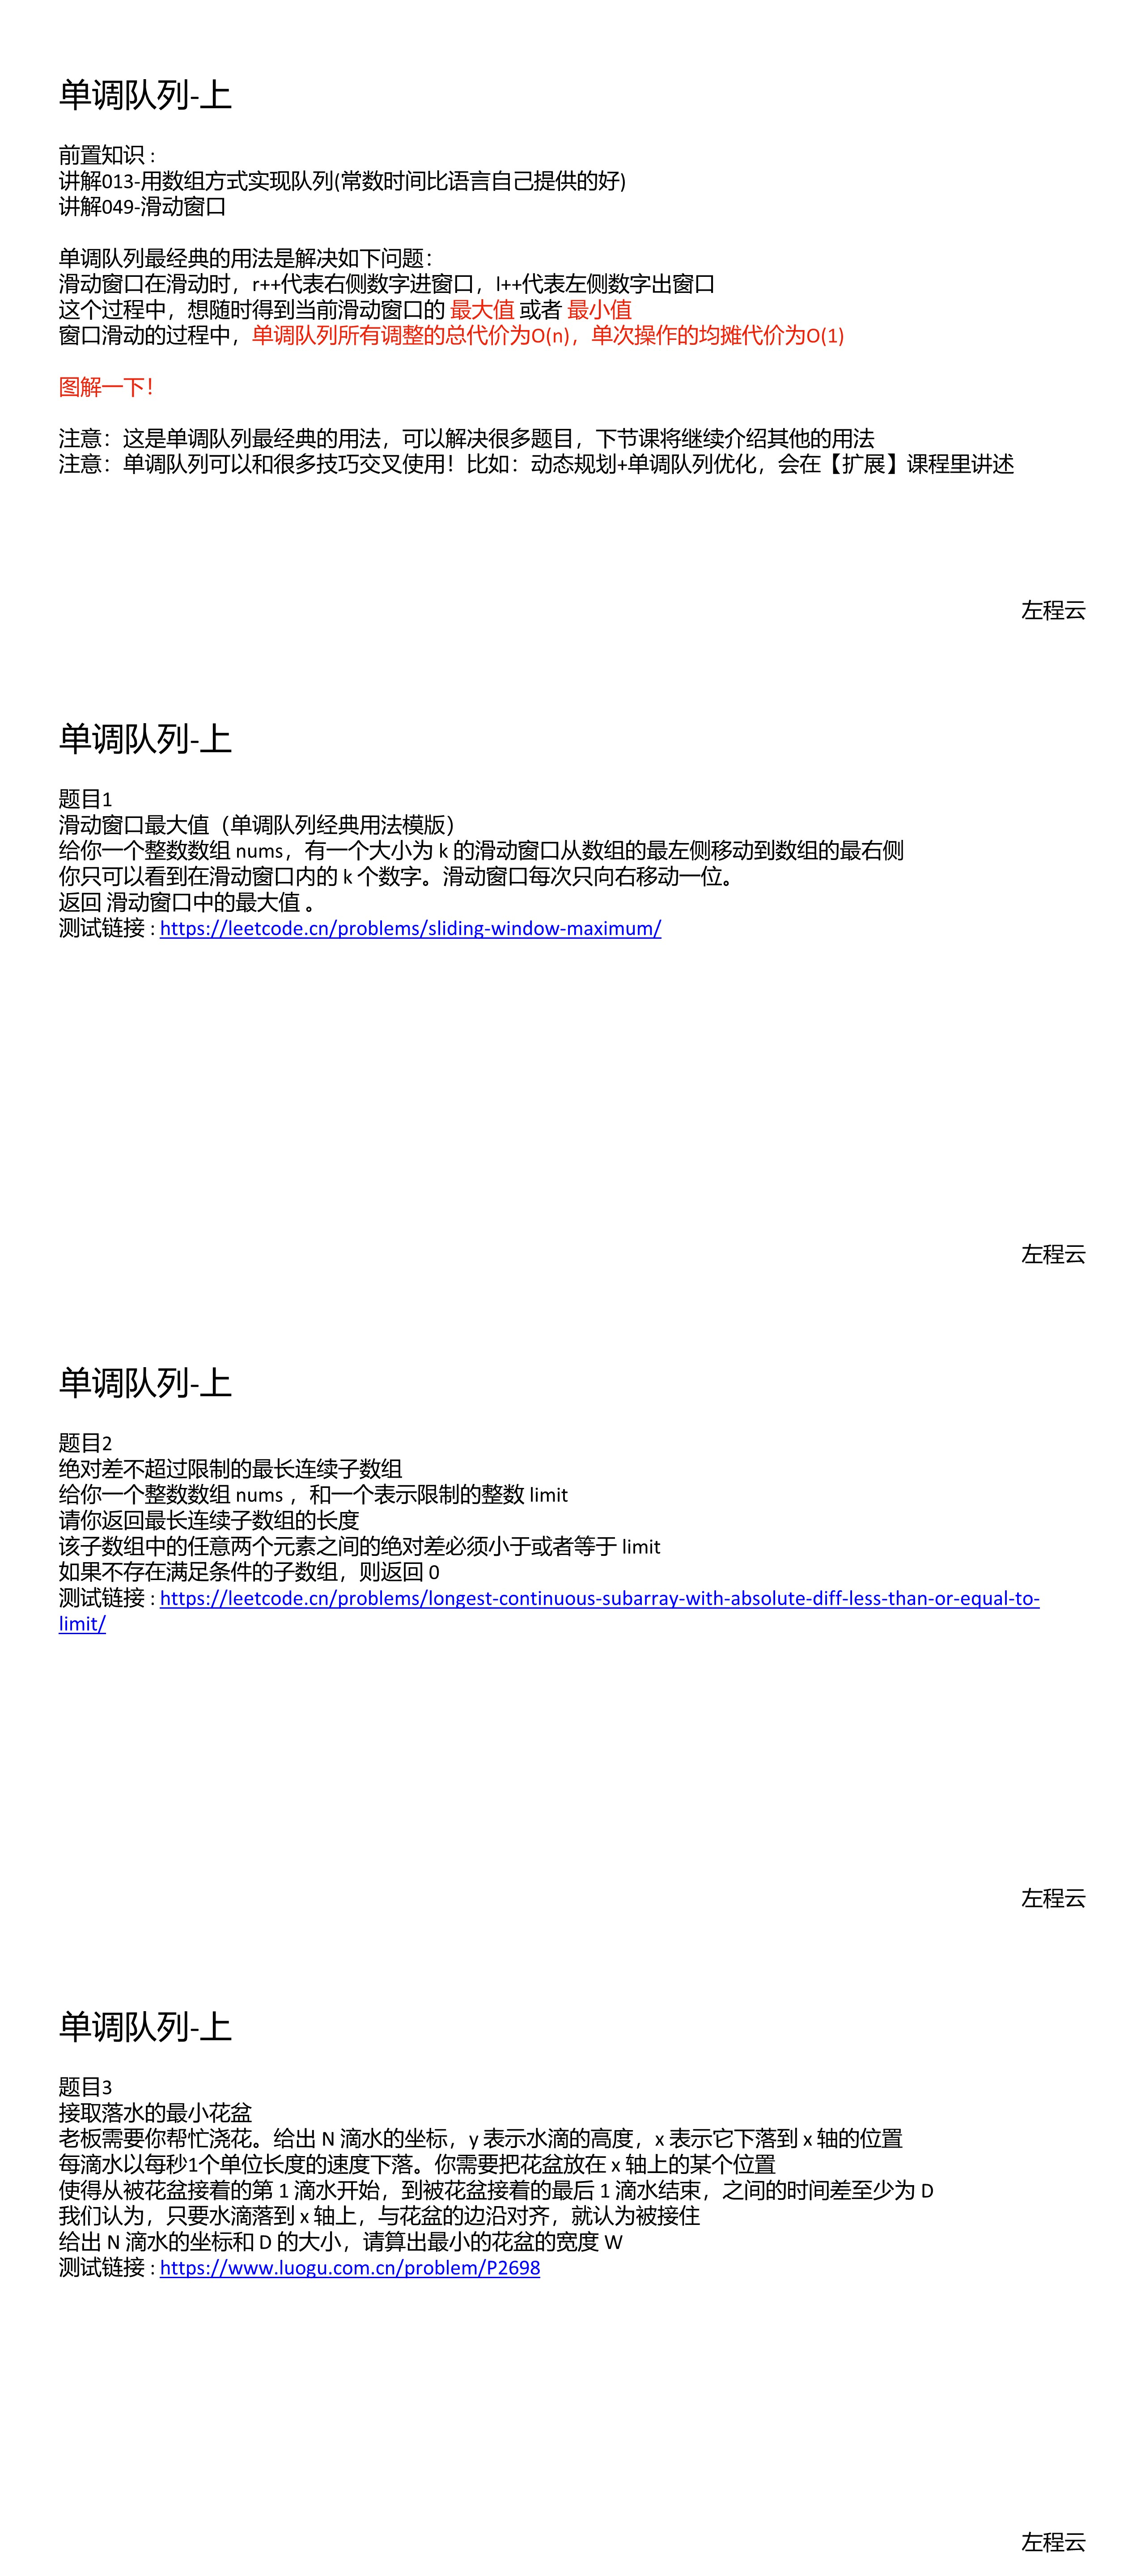 单调队列-上
前置知识 :
讲解013-用数组方式实现队列(常数时间比语言自己提供的好)
讲解049-滑动窗口
单调队列最经典的用法是解决如下问题：
滑动窗口在滑动时，r++代表右侧数字进窗口，l++代表左侧数字出窗口
这个过程中，想随时得到当前滑动窗口的 最大值 或者 最小值
窗口滑动的过程中，单调队列所有调整的总代价为O(n)，单次操作的均摊代价为O(1)
图解一下！
注意：这是单调队列最经典的用法，可以解决很多题目，下节课将继续介绍其他的用法
注意：单调队列可以和很多技巧交叉使用！比如：动态规划+单调队列优化，会在【扩展】课程里讲述
左程云
单调队列-上
题目1
滑动窗口最大值（单调队列经典用法模版）
给你一个整数数组 nums，有一个大小为 k 的滑动窗口从数组的最左侧移动到数组的最右侧
你只可以看到在滑动窗口内的 k 个数字。滑动窗口每次只向右移动一位。
返回 滑动窗口中的最大值 。
测试链接 : https://leetcode.cn/problems/sliding-window-maximum/
左程云
单调队列-上
题目2
绝对差不超过限制的最长连续子数组
给你一个整数数组 nums ，和一个表示限制的整数 limit
请你返回最长连续子数组的长度
该子数组中的任意两个元素之间的绝对差必须小于或者等于 limit
如果不存在满足条件的子数组，则返回 0
测试链接 : https://leetcode.cn/problems/longest-continuous-subarray-with-absolute-diff-less-than-or-equal-to-
limit/
左程云
单调队列-上
题目3
接取落水的最小花盆
老板需要你帮忙浇花。给出 N 滴水的坐标，y 表示水滴的高度，x 表示它下落到 x 轴的位置
每滴水以每秒1个单位长度的速度下落。你需要把花盆放在 x 轴上的某个位置
使得从被花盆接着的第 1 滴水开始，到被花盆接着的最后 1 滴水结束，之间的时间差至少为 D
我们认为，只要水滴落到 x 轴上，与花盆的边沿对齐，就认为被接住
给出 N 滴水的坐标和 D 的大小，请算出最小的花盆的宽度 W
测试链接 : https://www.luogu.com.cn/problem/P2698
左程云